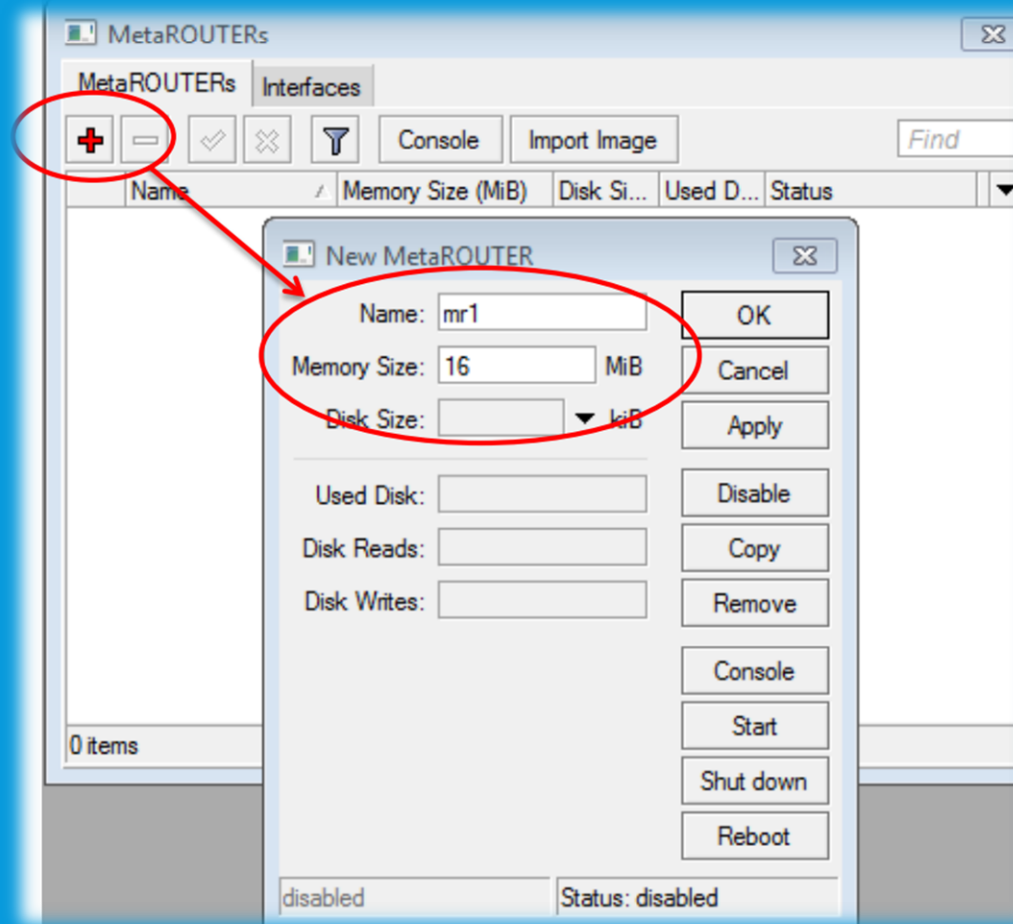 MetaROUTERs
MetaROUTERs Interfaces
Console Import Image Find
Name Memory Size (MiB) Disk Si... Used D... Status
New MetaROUTER
Name: mr1 OK
Memory Size: 16 MiB Cancel
Disk Size: kiB Apply
Used Disk: Disable
Disk Reads: Copy
Disk Writes: Remove
Console
Start
0 items
Shut down
Reboot
disabled Status: disabled